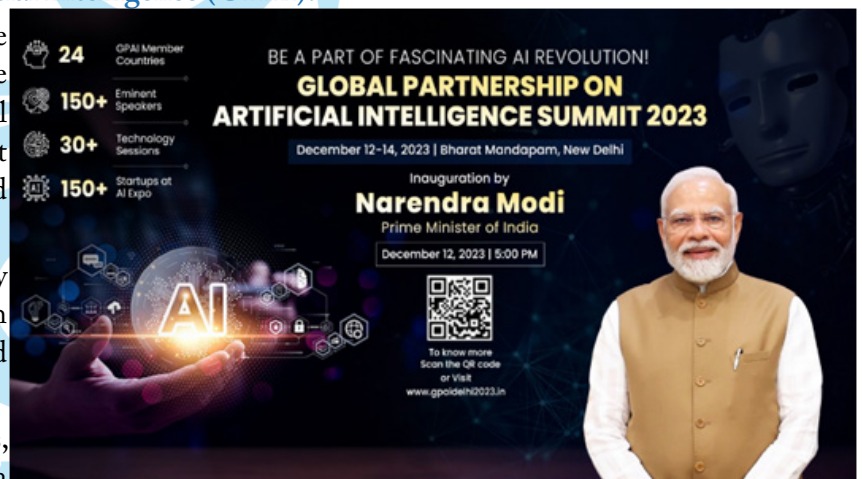 24 GPAI Member Countries
150+ Eminent Speakers
30+ Technology Sessions
150+ Startups at AI Expo
BE A PART OF FASCINATING AI REVOLUTION!
GLOBAL PARTNERSHIP ON
ARTIFICIAL INTELLIGENCE SUMMIT 2023
December 12-14, 2023 | Bharat Mandapam, New Delhi
Inauguration by
Narendra Modi
Prime Minister of India
December 12, 2023 | 5:00 PM
To know more
Scan the QR code
or Visit
www.gpaidelhi2023.in
AI